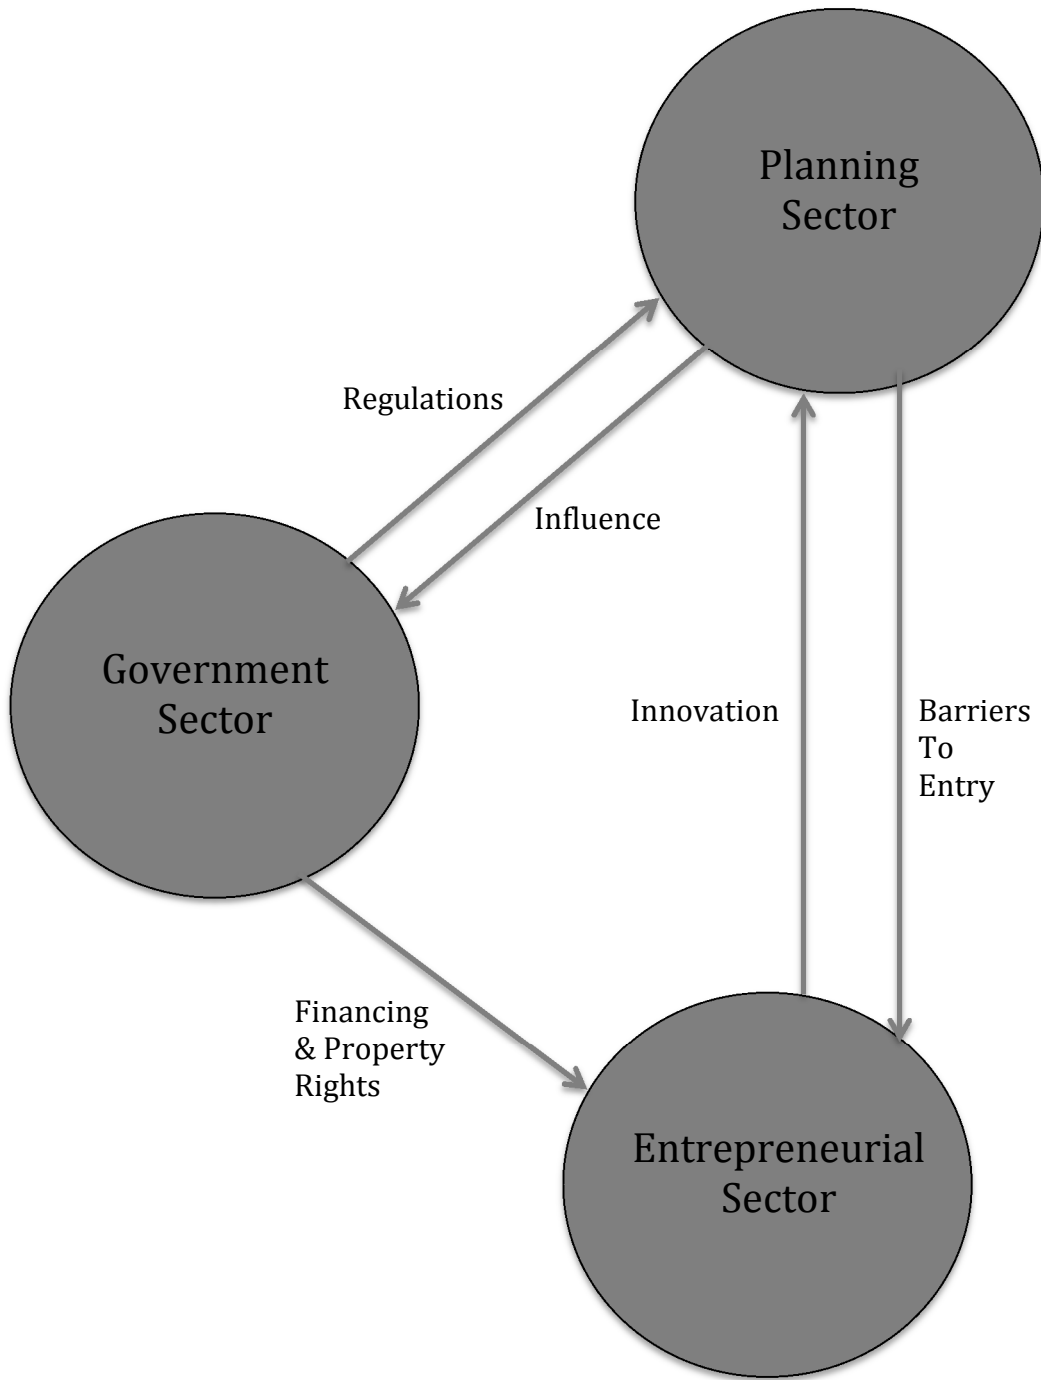 Planning
Sector
Regulations
Influence
Government
Sector
Innovation
Barriers
To
Entry
Financing
& Property
Rights
Entrepreneurial
Sector